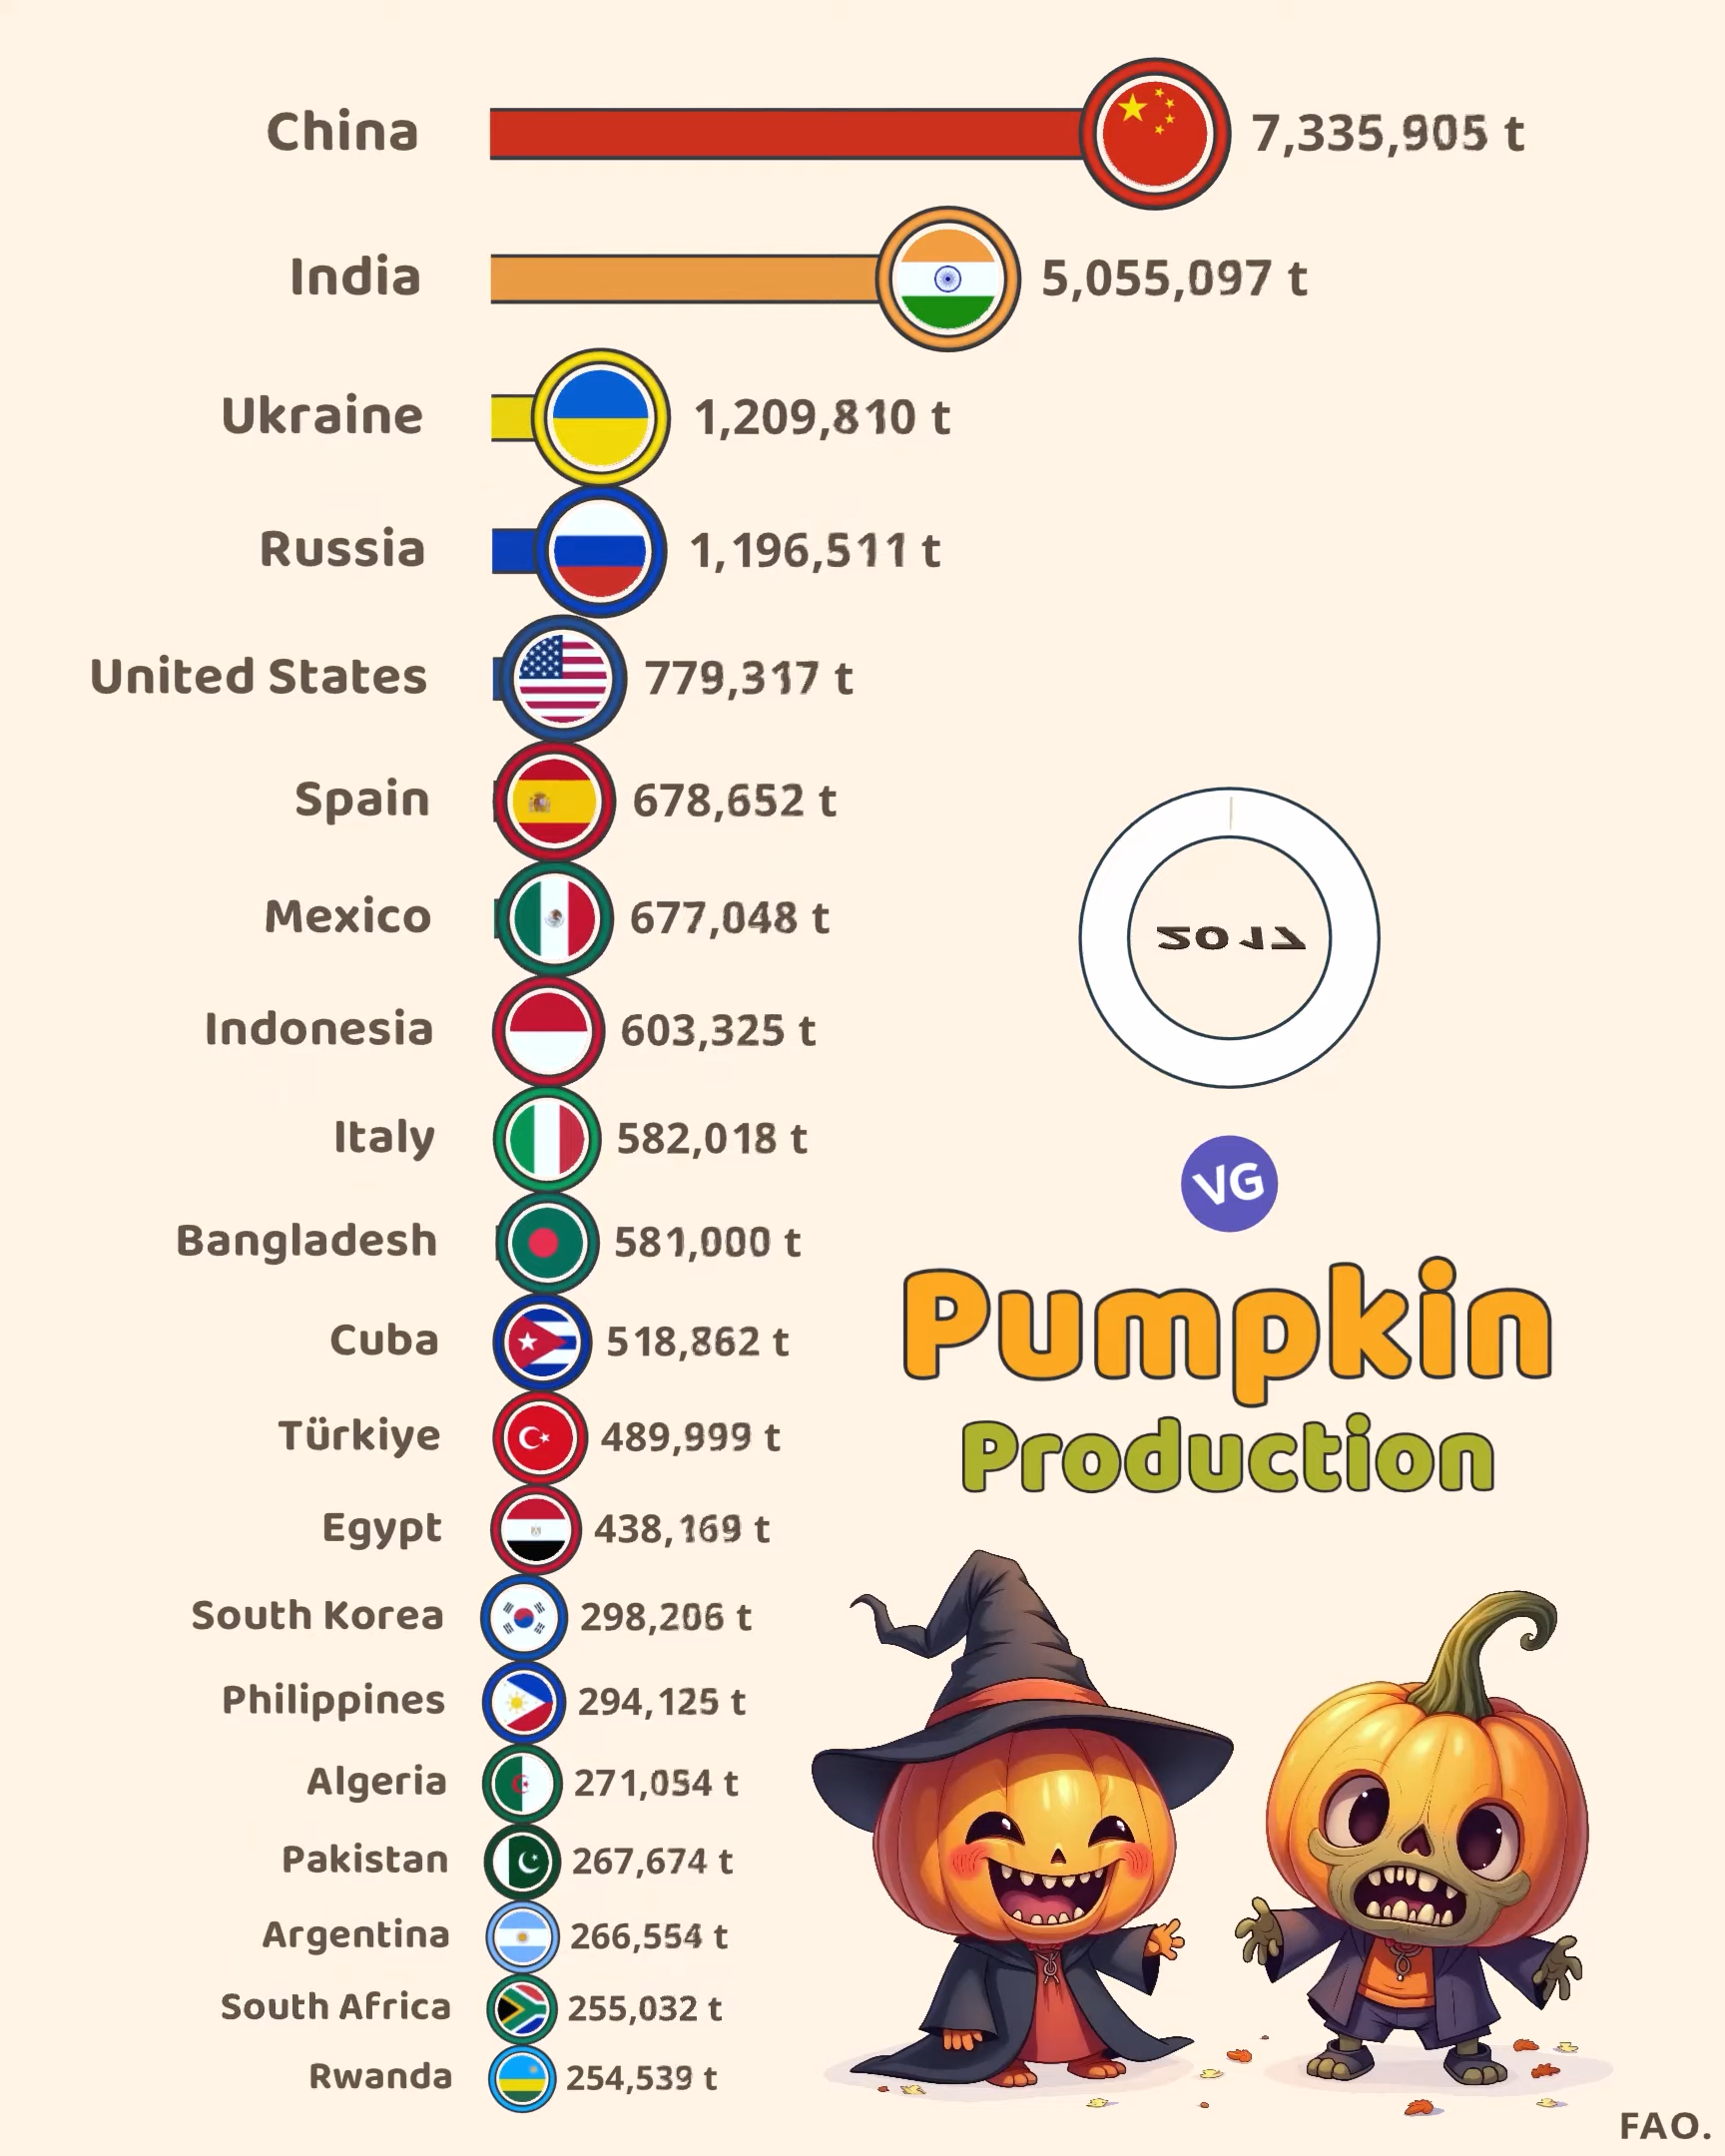 China 7,335,905 t
India 5,055,097 t
Ukraine 1,209,810 t
Russia 1,196,511 t
United States 779,317 t
Spain 678,652 t
Mexico 677,048 t
Indonesia 603,325 t
Italy 582,018 t
Bangladesh 581,000 t
Cuba 518,862 t
Türkiye 489,999 t
Egypt 438,169 t
South Korea 298,206 t
Philippines 294,125 t
Algeria 271,054 t
Pakistan 267,674 t
Argentina 266,554 t
South Africa 255,032 t
Rwanda 254,539 t
2017
VG
Pumpkin
Production
FAO.